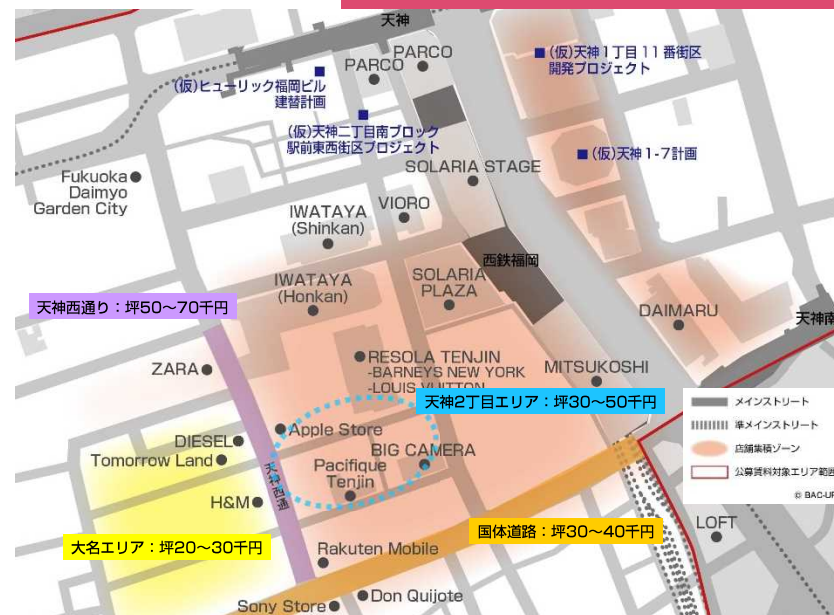 天神
PARCO
PARCO
(仮)天神1丁目11番街区
開発プロジェクト
(仮)ヒューリック福岡ビル
建替計画
(仮)天神二丁目南ブロック
駅前東西街区プロジェクト
(仮)天神1-7計画
SOLARIA STAGE
Fukuoka
Daimyo
Garden City
VIORO
IWATAYA
(Shinkan)
西鉄福岡
IWATAYA
(Honkan)
SOLARIA
PLAZA
天神西通り：坪50～70千円
DAIMARU
天神南
ZARA
RESOLA TENJIN
-BARNEYS NEW YORK
-LOUIS VUITTON
MITSUKOSHI
天神2丁目エリア：坪30～50千円
メインストリート
準メインストリート
店舗集積ゾーン
公募賃料対象エリア範囲
© BAC-UR
Apple Store
DIESEL
Tomorrow Land
BIG CAMERA
Pacifique
Tenjin
天神西通
H&M
大名エリア：坪20～30千円
国体道路：坪30～40千円
LOFT
Rakuten Mobile
Don Quijote
Sony Store